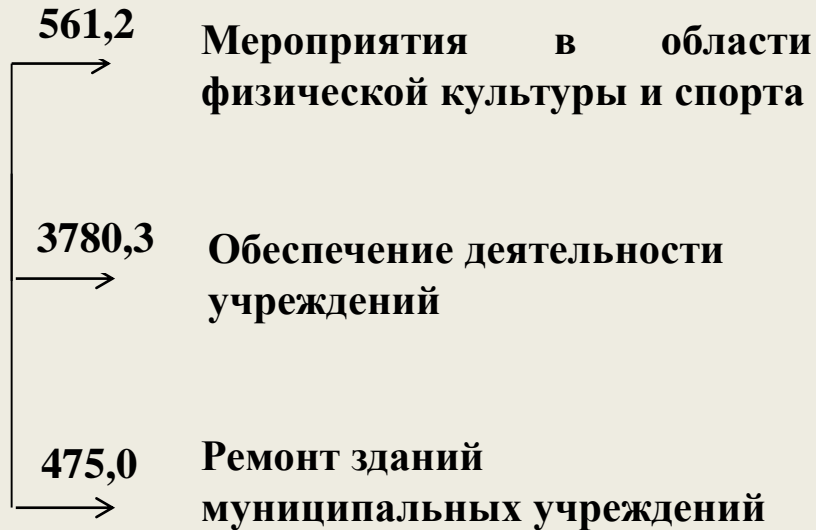 561,2
Мероприятия в области
физической культуры и спорта
3780,3
Обеспечение деятельности
учреждений
475,0
Ремонт зданий
муниципальных учреждений